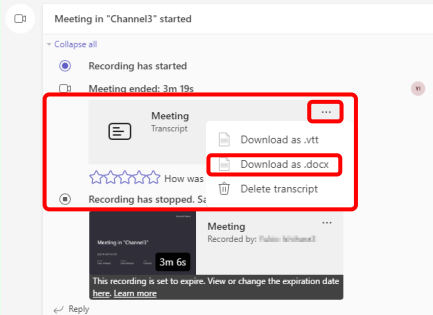 Meeting in "Channel3" started
Collapse all
Recording has started
Meeting ended: 3m 19s
YI
Meeting
Transcript
...
Download as .vtt
Download as .docx
Delete transcript
How was
Recording has stopped. Sa
Meeting in "Channel3"
3m 6s
Meeting
...
Recorded by:
This recording is set to expire. View or change the expiration date
here. Learn more
Reply